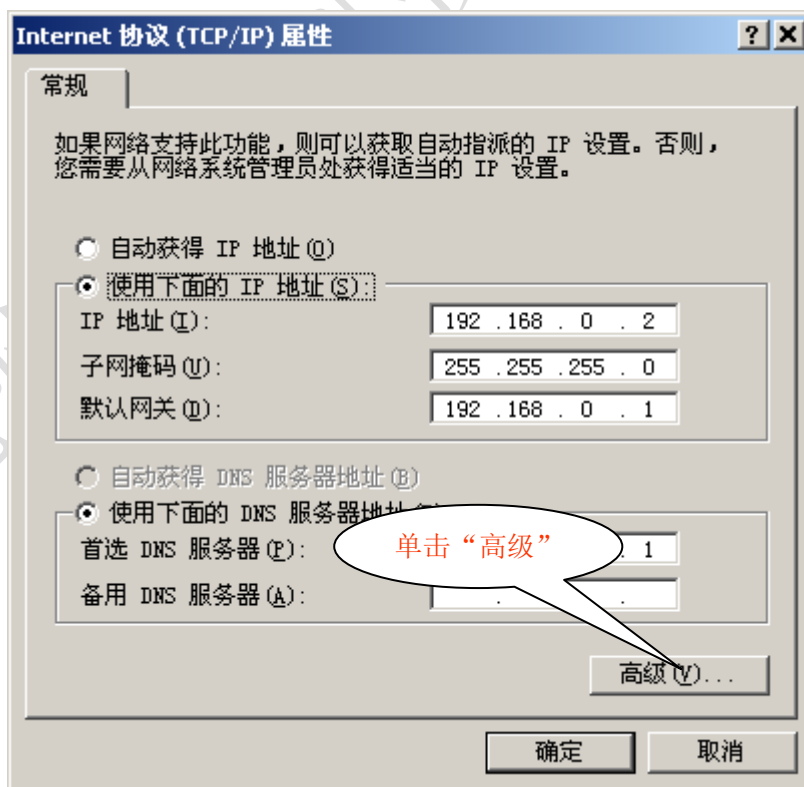 Internet 协议 (TCP/IP) 属性
常规
如果网络支持此功能，则可以获取自动指派的 IP 设置。否则，
您需要从网络系统管理员处获得适当的 IP 设置。
自动获得 IP 地址(O)
使用下面的 IP 地址(S):
IP 地址(I):
192 .168 . 0 . 2
子网掩码(U):
255 .255 .255 . 0
默认网关(D):
192 .168 . 0 . 1
自动获得 DNS 服务器地址(B)
使用下面的 DNS 服务器地址
首选 DNS 服务器(P):
. 1
单击“高级”
备用 DNS 服务器(A):
高级(V)...
确定
取消